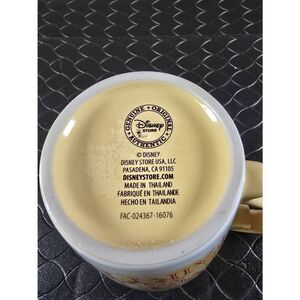 GENUINE • ORIGINAL • AUTHENTIC •
Disney
STORE
© DISNEY
DISNEY STORE USA, LLC
PASADENA, CA 91105
DISNEYSTORE.COM
MADE IN THAILAND
FABRIQUÉ EN THAILANDE
HECHO EN TAILANDIA
FAC-024367-16076